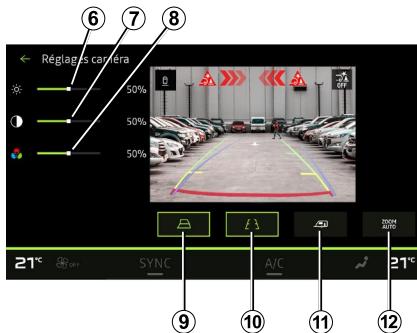 6 7 8
← Réglages caméra
OFF
50%
50%
50%
ZOOM
AUTO
21°C OFF SYNC A/C 21°C
9 10 11 12